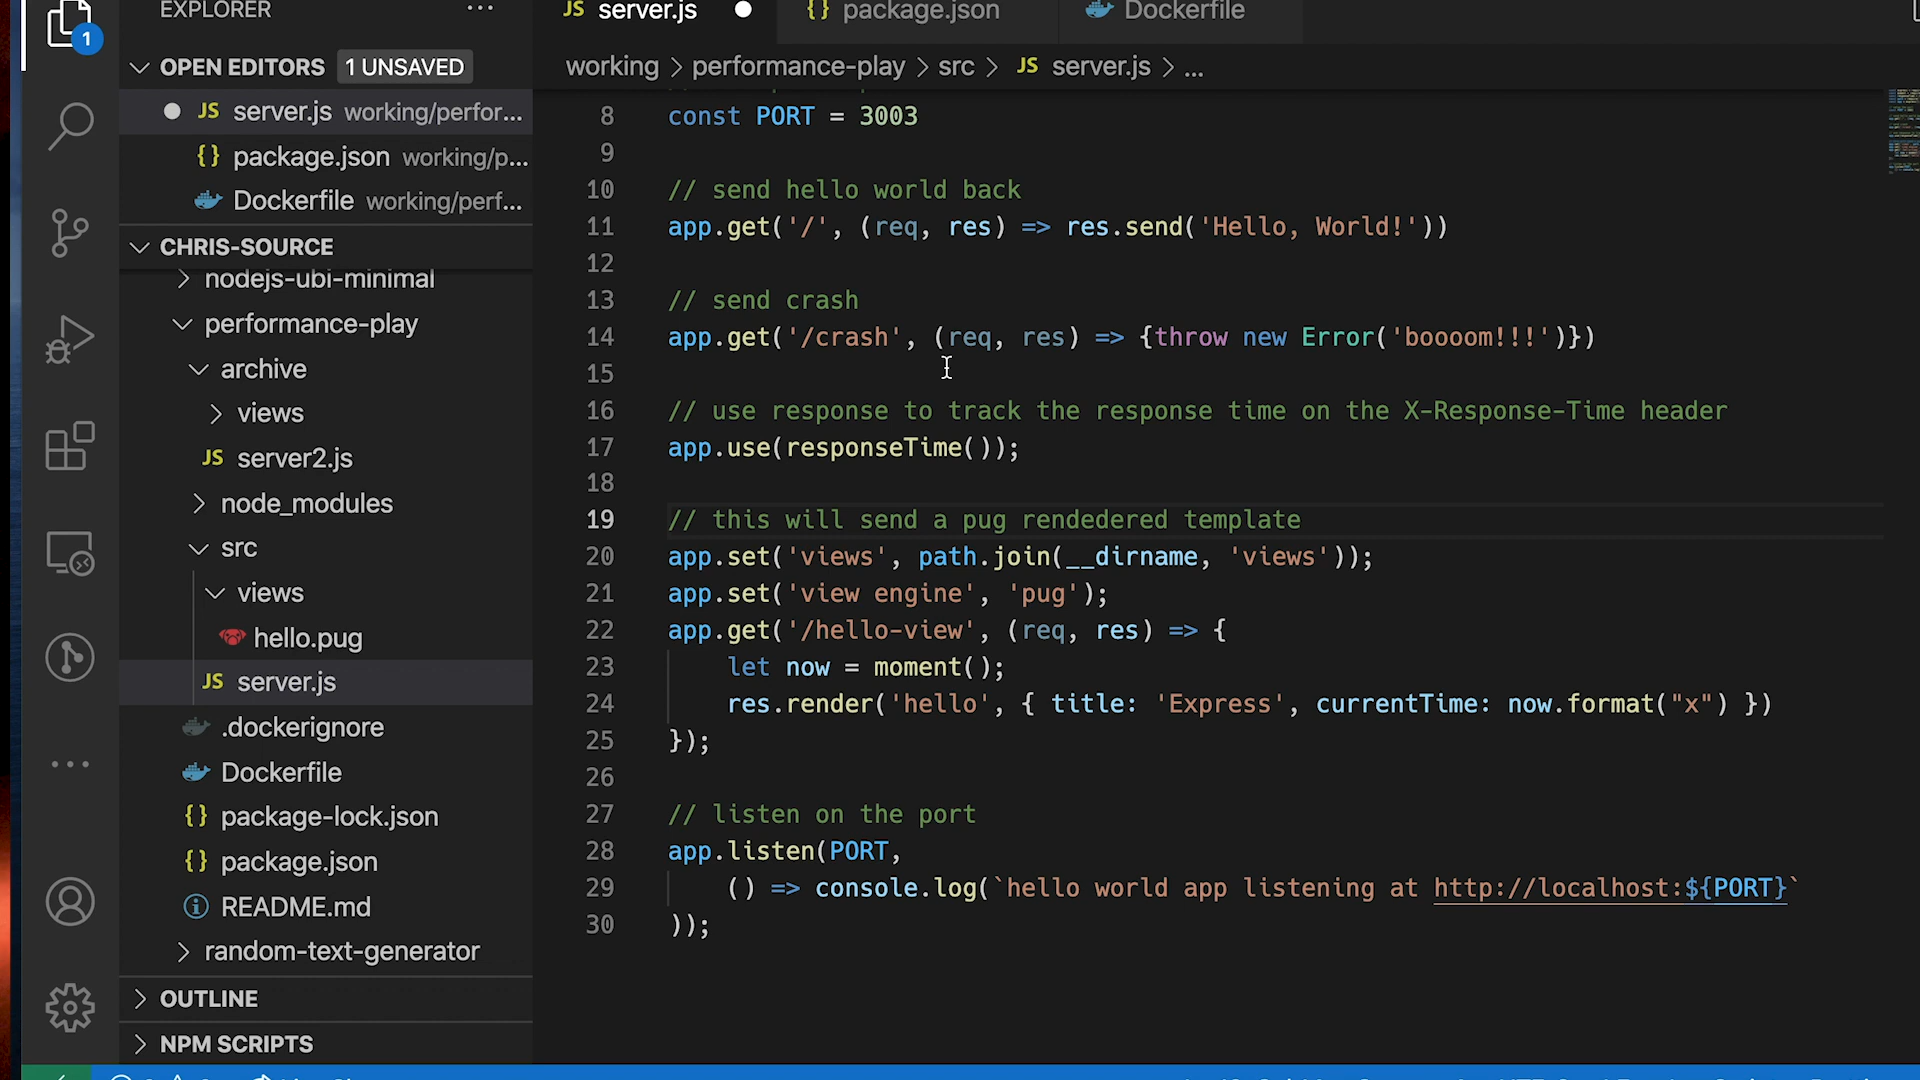 EXPLORER
JS server.js
{} package.json
Dockerfile
1
OPEN EDITORS 1 UNSAVED
working > performance-play > src > JS server.js > ...
JS server.js working/perfor...
{} package.json working/p...
Dockerfile working/perf...
CHRIS-SOURCE
nodejs-ubi-minimal
performance-play
archive
views
JS server2.js
node_modules
src
views
hello.pug
JS server.js
.dockerignore
Dockerfile
{} package-lock.json
{} package.json
README.md
random-text-generator
OUTLINE
NPM SCRIPTS
8 const PORT = 3003
9
10 // send hello world back
11 app.get('/', (req, res) => res.send('Hello, World!'))
12
13 // send crash
14 app.get('/crash', (req, res) => {throw new Error('boooom!!!')})
15
16 // use response to track the response time on the X-Response-Time header
17 app.use(responseTime());
18
19 // this will send a pug rendedered template
20 app.set('views', path.join(__dirname, 'views'));
21 app.set('view engine', 'pug');
22 app.get('/hello-view', (req, res) => {
23 let now = moment();
24 res.render('hello', { title: 'Express', currentTime: now.format("x") })
25 });
26
27 // listen on the port
28 app.listen(PORT,
29 () => console.log(`hello world app listening at http://localhost:${PORT}`
30 ));